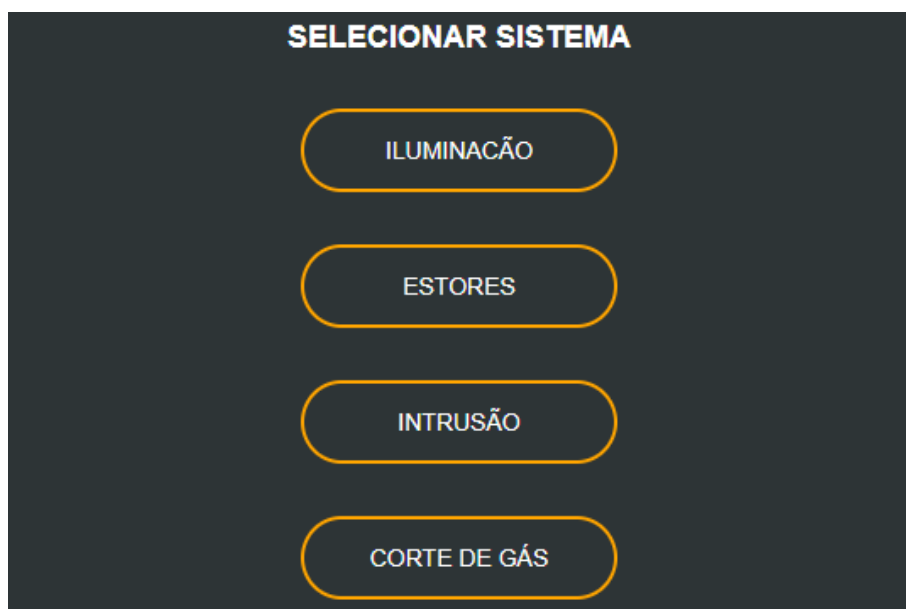 SELECIONAR SISTEMA
ILUMINACÃO
ESTORES
INTRUSÃO
CORTE DE GÁS